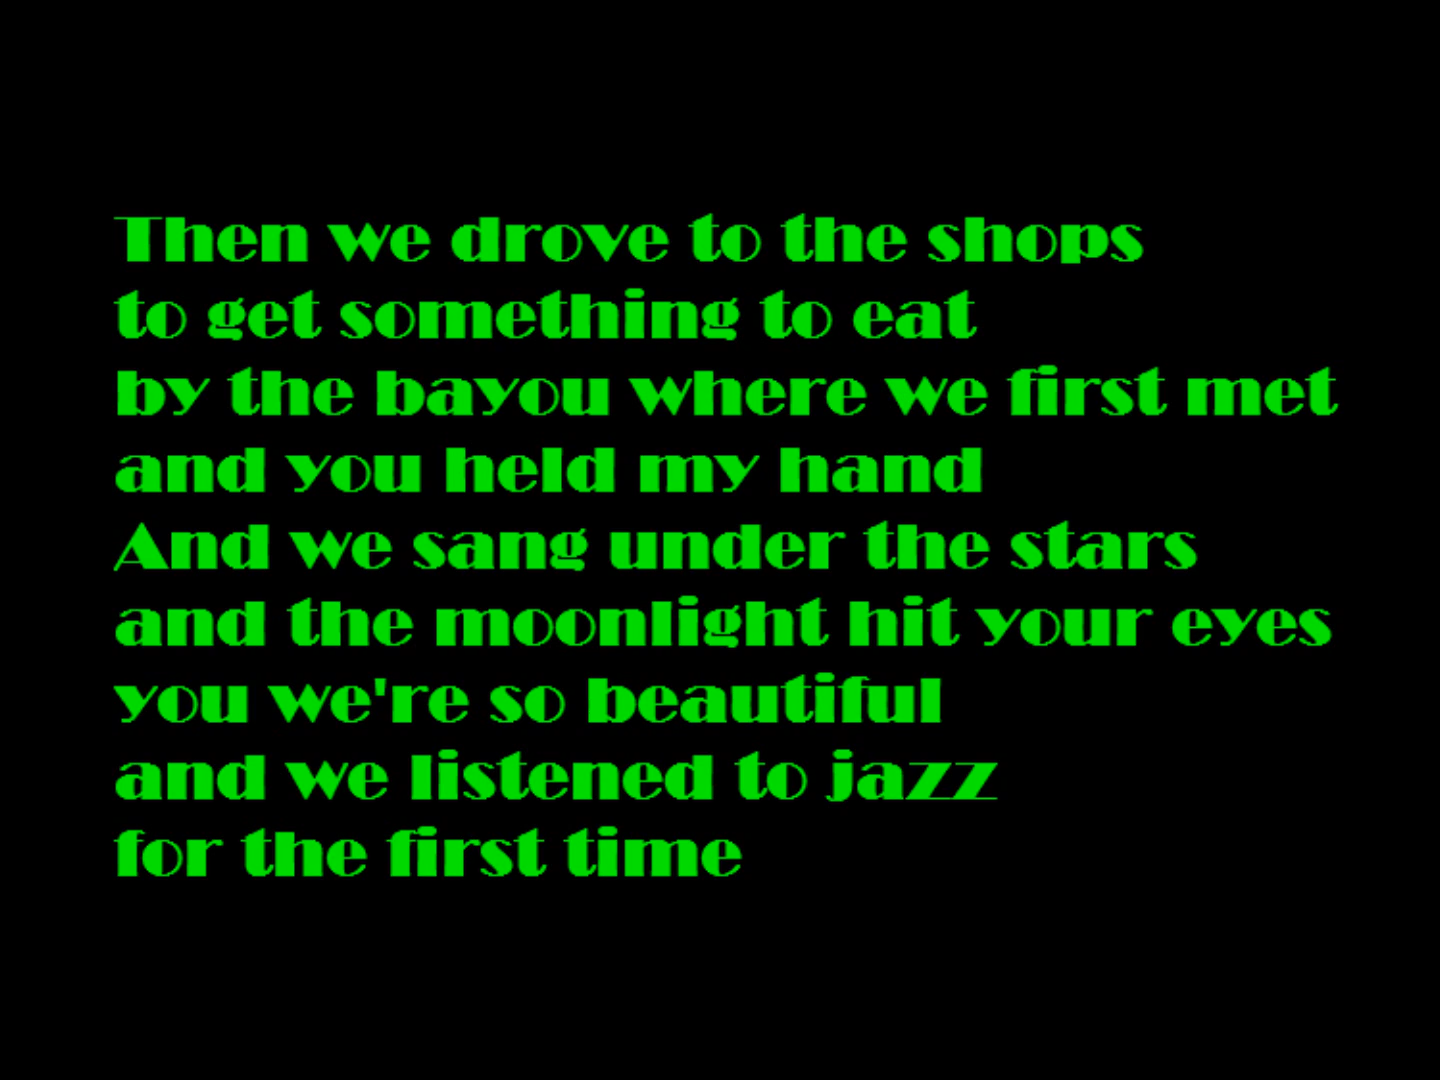 Then we drove to the shops
to get something to eat
by the bayou where we first met
and you held my hand
And we sang under the stars
and the moonlight hit your eyes
you we're so beautiful
and we listened to jazz
for the first time